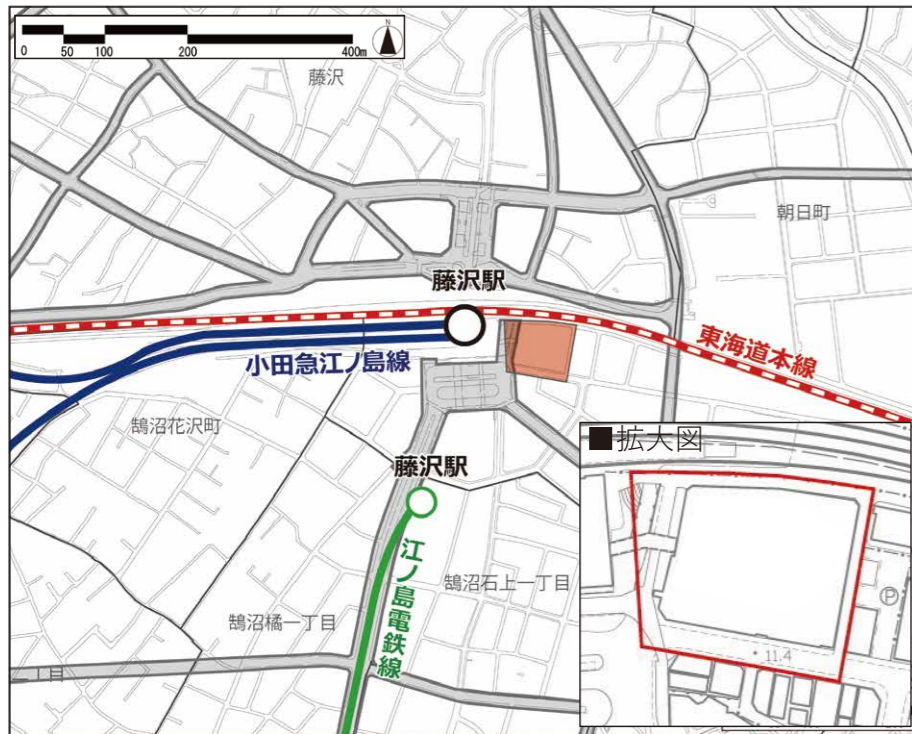 0 50 100 200 400m
N
藤沢
朝日町
藤沢駅
東海道本線
小田急江ノ島線
鵠沼花沢町
藤沢駅
江ノ島電鉄線
鵠沼石上一丁目
鵠沼橘一丁目
■拡大図
P
11.4